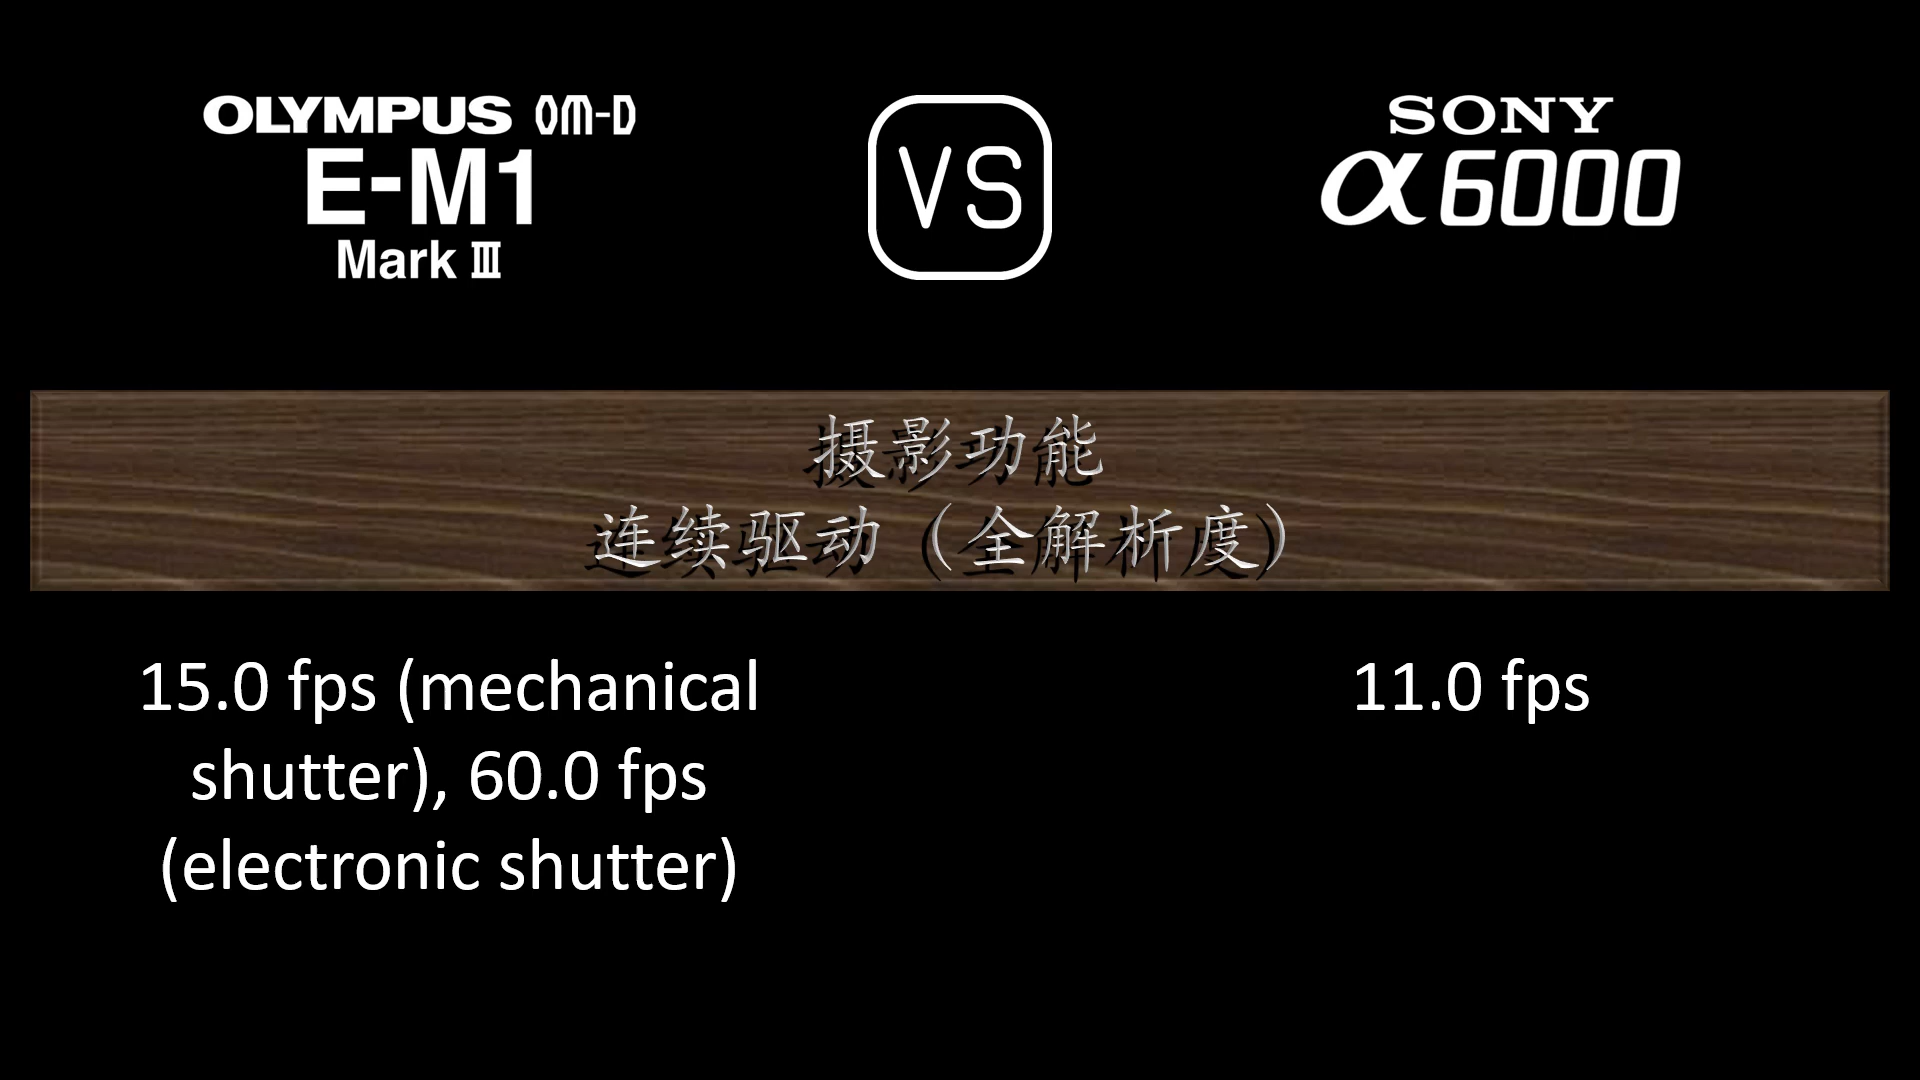 OLYMPUS OM-D
E-M1
Mark III
VS
SONY
α6000
摄影功能
连续驱动（全解析度）
15.0 fps (mechanical
shutter), 60.0 fps
(electronic shutter)
11.0 fps